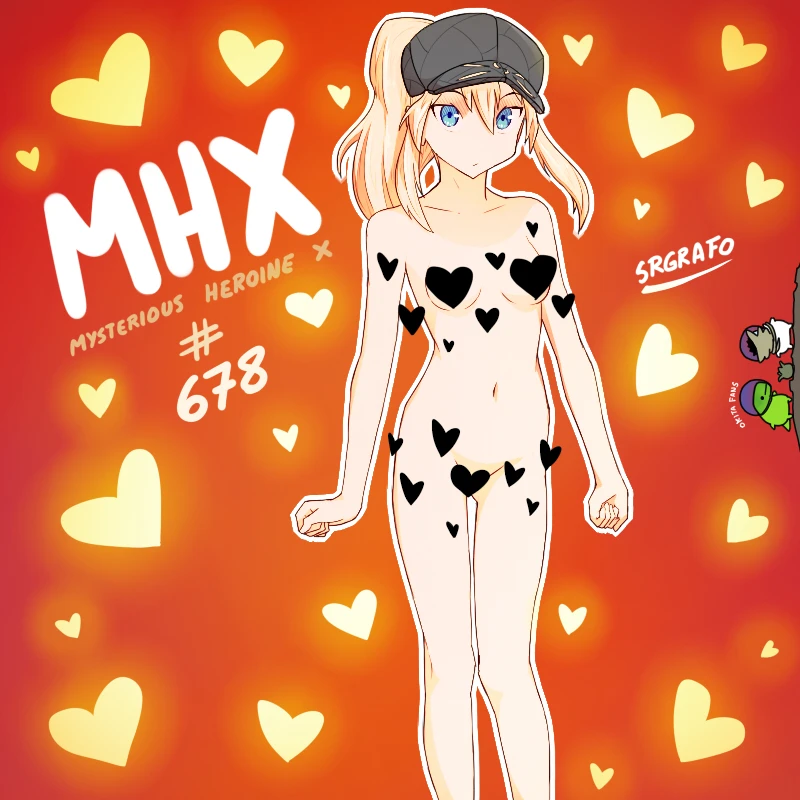 MHX
MYSTERIOUS HEROINE X
#
678
SRGRAFO
OKITA FANS